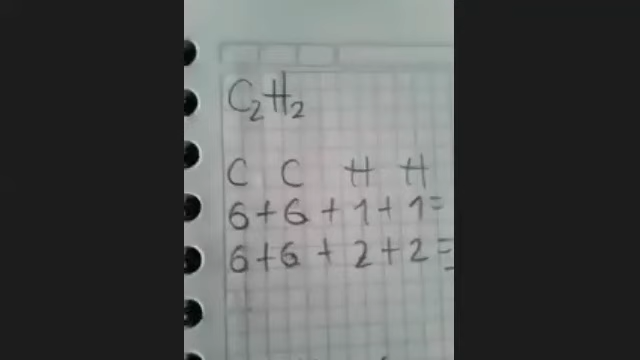 C₂H₂
C C H H
6+6+1+1=
6+6+2+2=